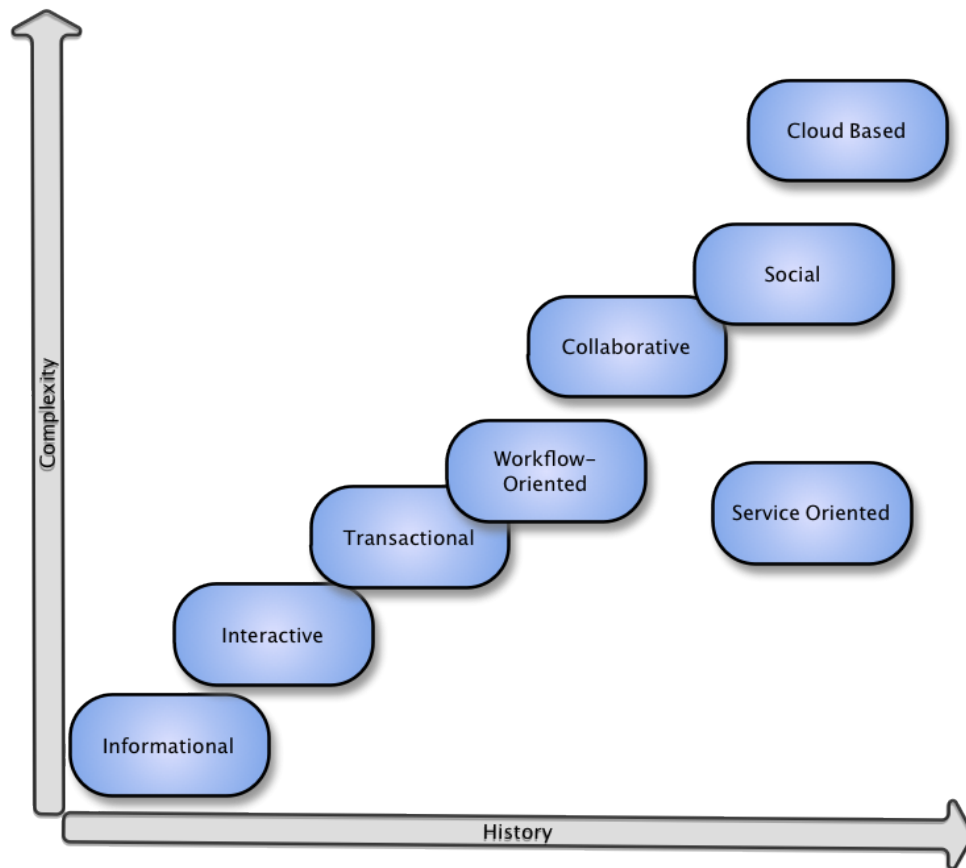 Cloud Based
Social
Collaborative
Complexity
Workflow-
Oriented
Service Oriented
Transactional
Interactive
Informational
History